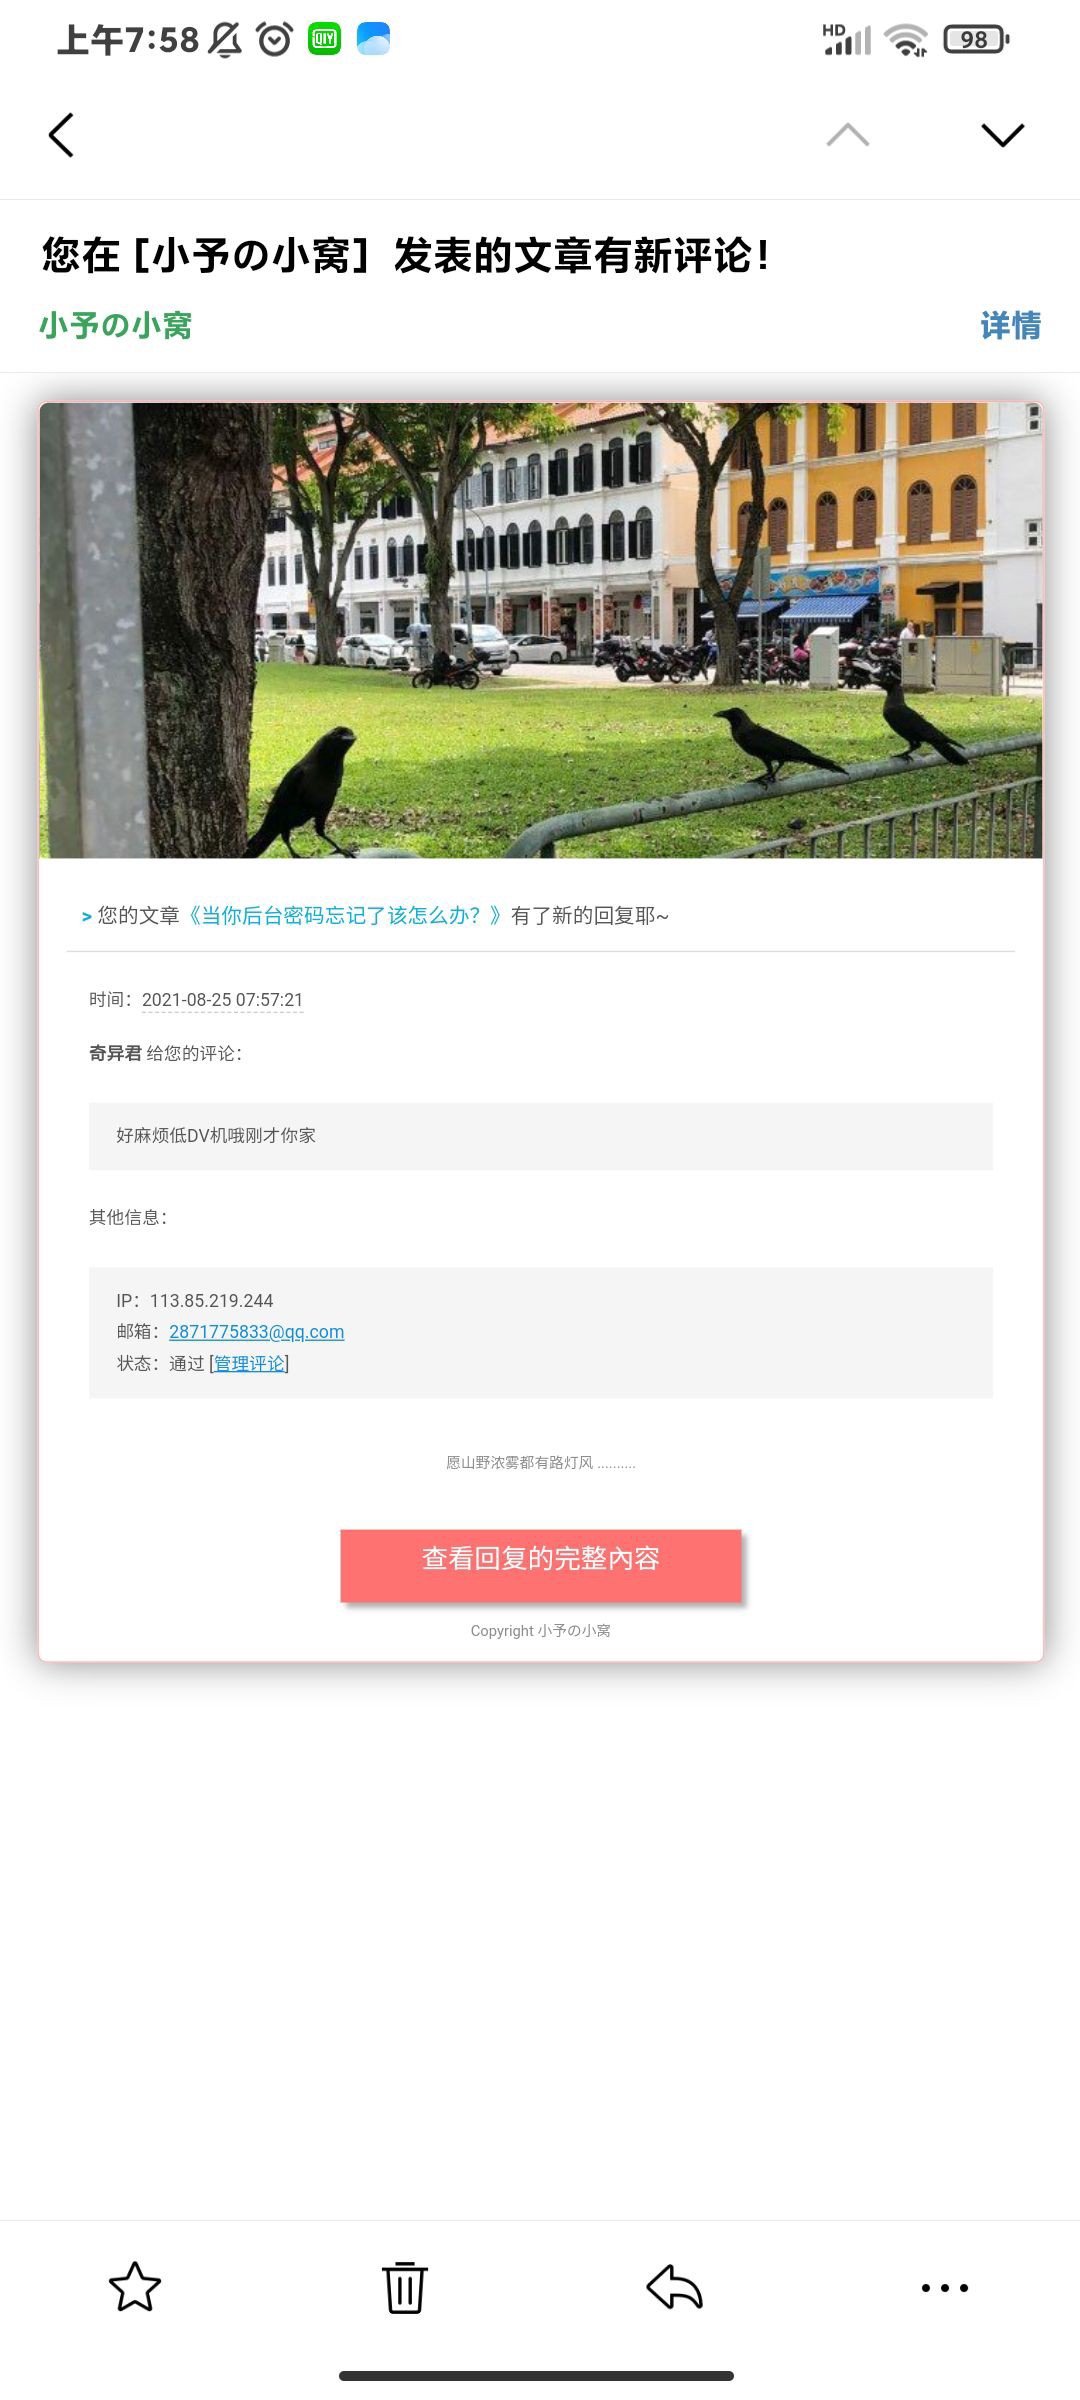 上午7:58
HD
98
您在 [小予の小窝］发表的文章有新评论！
小予の小窝
详情
> 您的文章《当你后台密码忘记了该怎么办？》有了新的回复耶~
时间：2021-08-25 07:57:21
奇异君 给您的评论：
好麻烦低DV机哦刚才你家
其他信息：
IP：113.85.219.244
邮箱：2871775833@qq.com
状态：通过 [管理评论]
愿山野浓雾都有路灯风 ..........
查看回复的完整內容
Copyright 小予の小窝